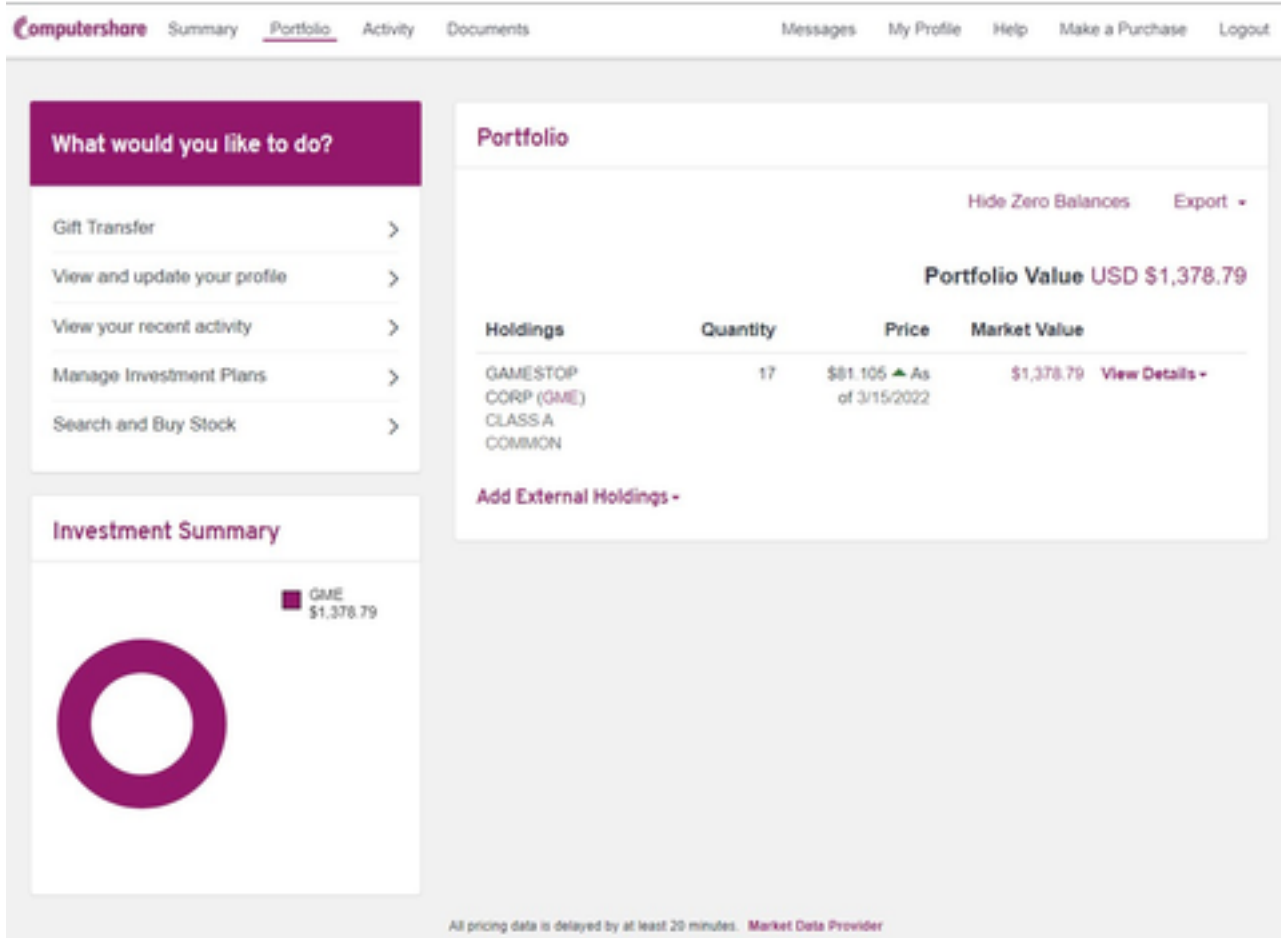 Computershare Summary Portfolio Activity Documents Messages My Profile Help Make a Purchase Logout
What would you like to do?
Gift Transfer
View and update your profile
View your recent activity
Manage Investment Plans
Search and Buy Stock
Investment Summary
GME
$1,378.79
Portfolio
Hide Zero Balances Export
Portfolio Value USD $1,378.79
Holdings Quantity Price Market Value
GAMESTOP 17 $81.105 As $1,378.79 View Details
CORP (GME) of 3/15/2022
CLASS A
COMMON
Add External Holdings
All pricing data is delayed by at least 20 minutes. Market Data Provider